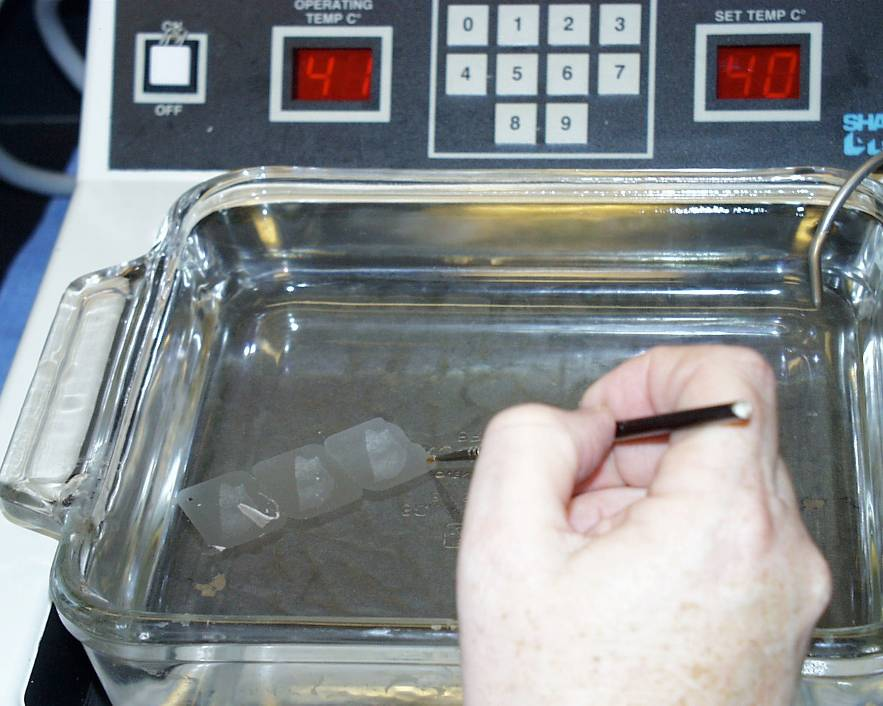 ON
OFF
OPERATING
TEMP C°
41
0 1 2 3
4 5 6 7
8 9
SET TEMP C°
40